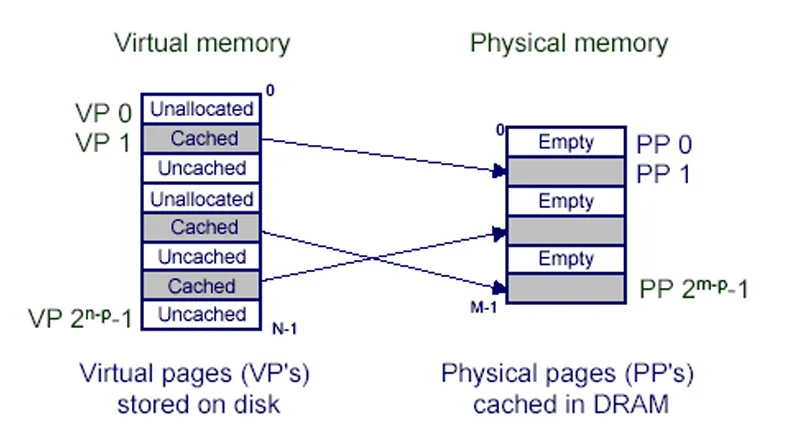 Virtual memory
Physical memory
0
VP 0
Unallocated
VP 1
Cached
Uncached
Unallocated
Cached
Uncached
Cached
VP 2ⁿ⁻ᵖ-1
Uncached
N-1
0
Empty
PP 0
PP 1
Empty
Empty
PP 2ᵐ⁻ᵖ-1
M-1
Virtual pages (VP's)
stored on disk
Physical pages (PP's)
cached in DRAM